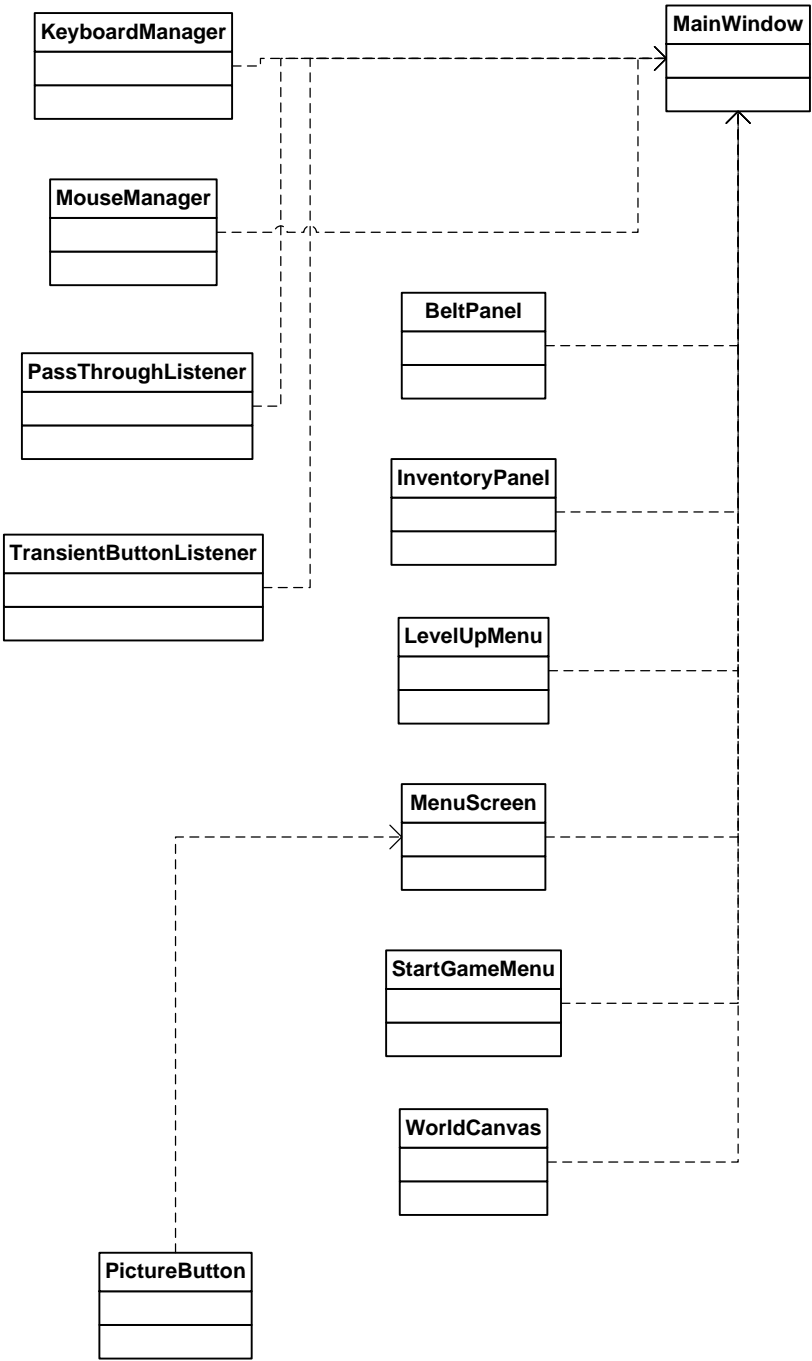 KeyboardManager
MainWindow
MouseManager
BeltPanel
PassThroughListener
InventoryPanel
TransientButtonListener
LevelUpMenu
MenuScreen
StartGameMenu
WorldCanvas
PictureButton